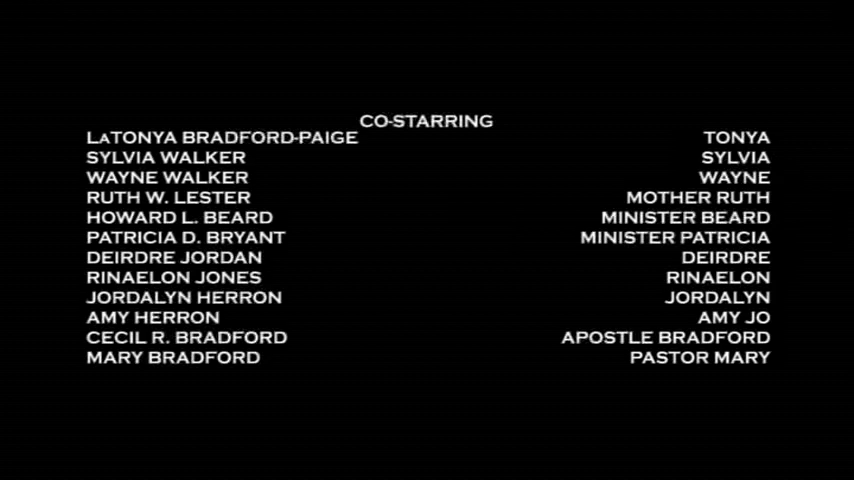 CO-STARRING
LATONYA BRADFORD-PAIGE TONYA
SYLVIA WALKER SYLVIA
WAYNE WALKER WAYNE
RUTH W. LESTER MOTHER RUTH
HOWARD L. BEARD MINISTER BEARD
PATRICIA D. BRYANT MINISTER PATRICIA
DEIRDRE JORDAN DEIRDRE
RINAELON JONES RINAELON
JORDALYN HERRON JORDALYN
AMY HERRON AMY JO
CECIL R. BRADFORD APOSTLE BRADFORD
MARY BRADFORD PASTOR MARY